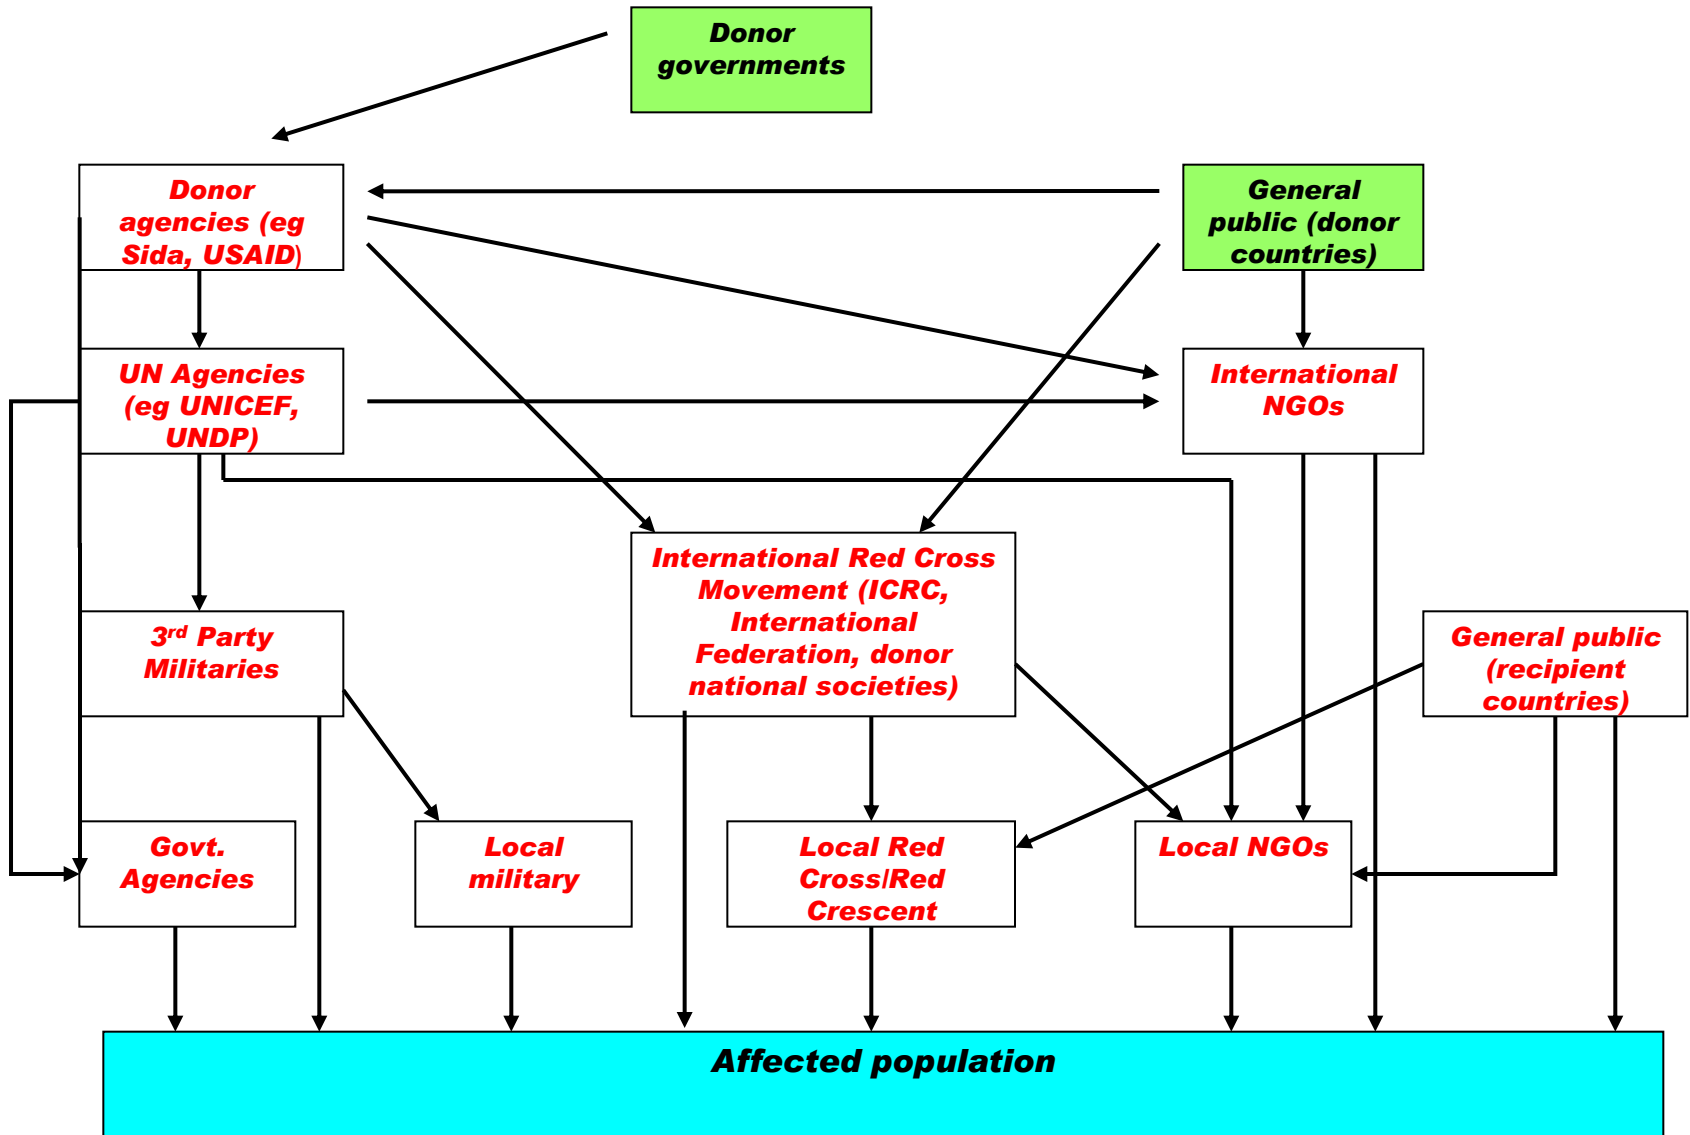 Donor
governments
Donor
agencies (eg
Sida, USAID)
General
public (donor
countries)
UN Agencies
(eg UNICEF,
UNDP)
International
NGOs
International Red Cross
Movement (ICRC,
International
Federation, donor
national societies)
3rd Party
Militaries
General public
(recipient
countries)
Govt.
Agencies
Local
military
Local Red
Cross/Red
Crescent
Local NGOs
Affected population